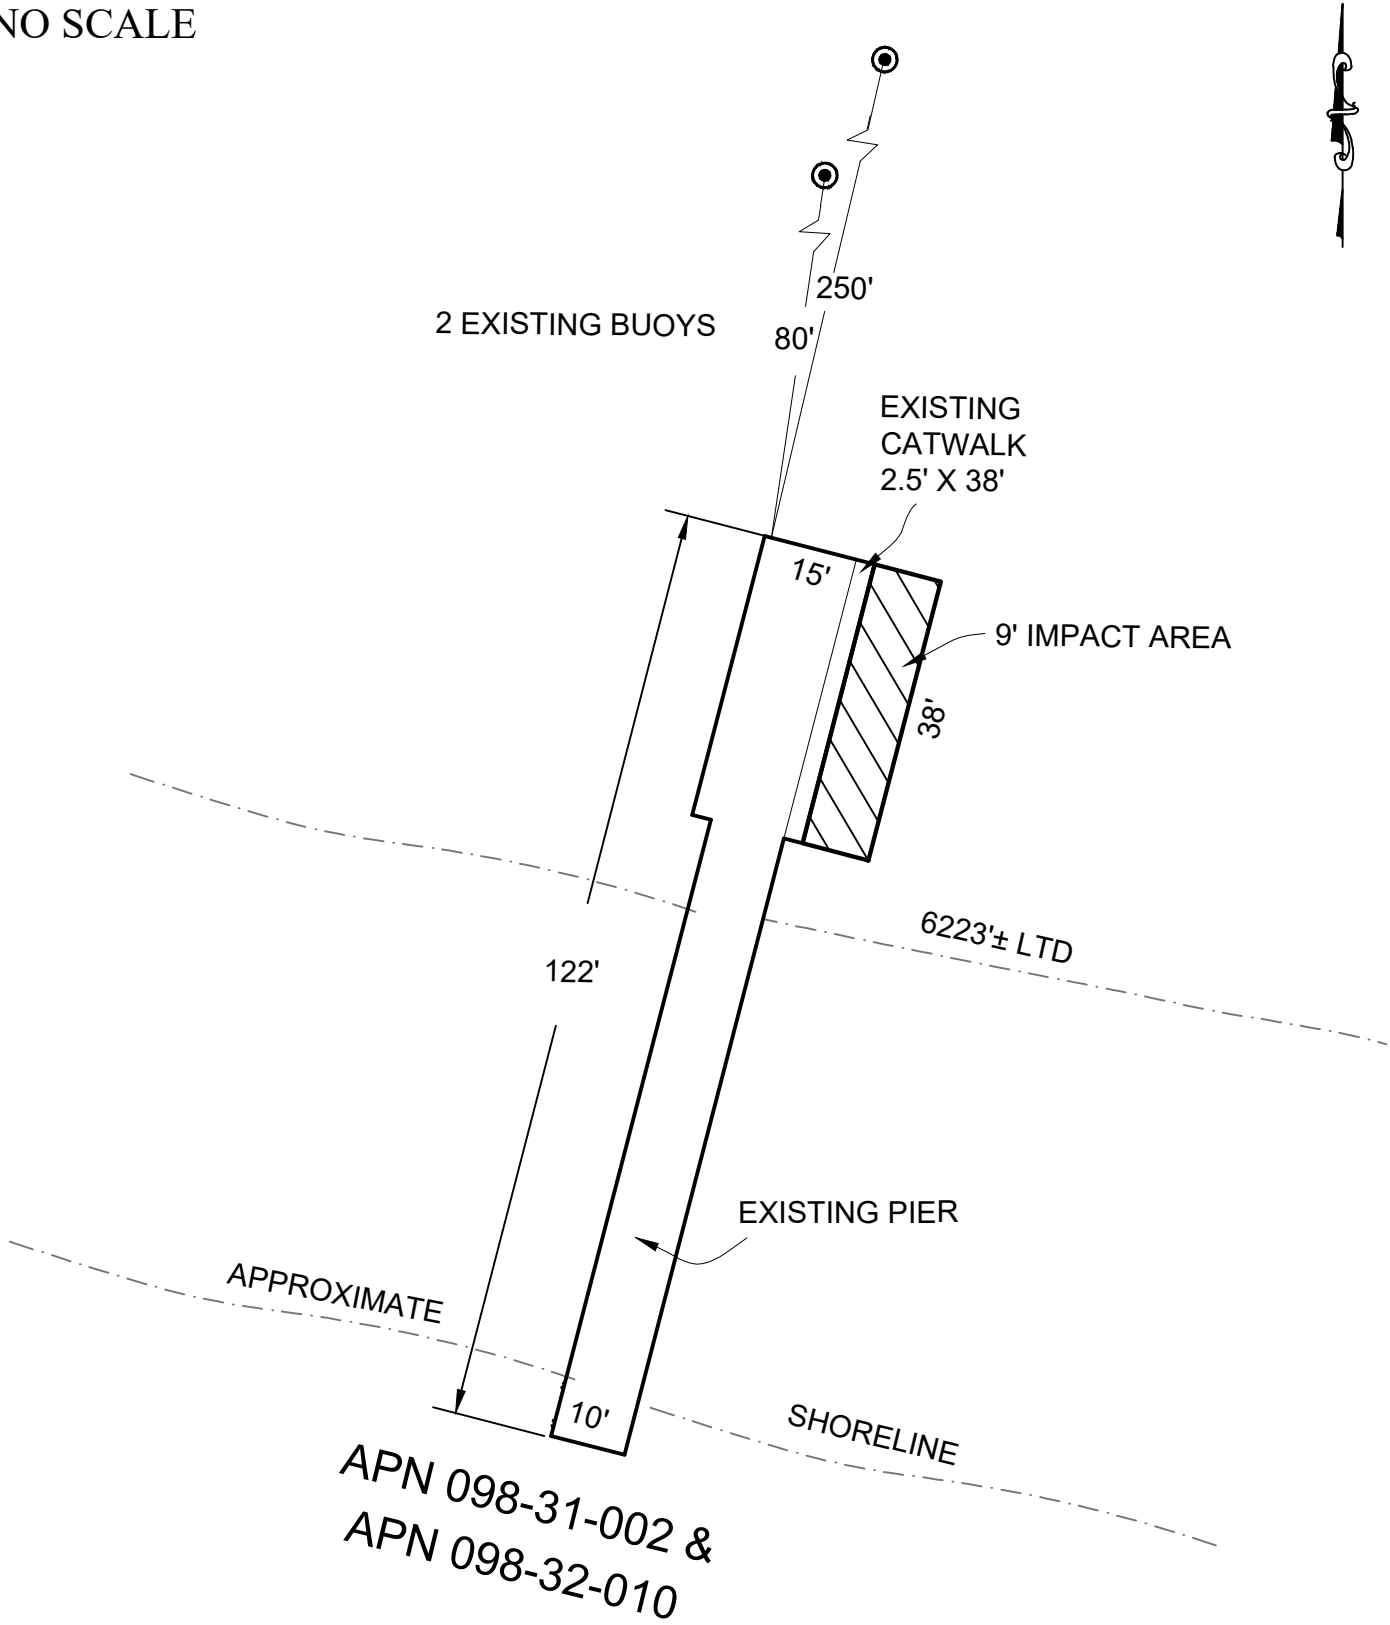 NO SCALE
250'
2 EXISTING BUOYS
80'
EXISTING
CATWALK
2.5' X 38'
15'
9' IMPACT AREA
38'
6223'± LTD
122'
EXISTING PIER
APPROXIMATE
10'
SHORELINE
APN 098-31-002 &
APN 098-32-010